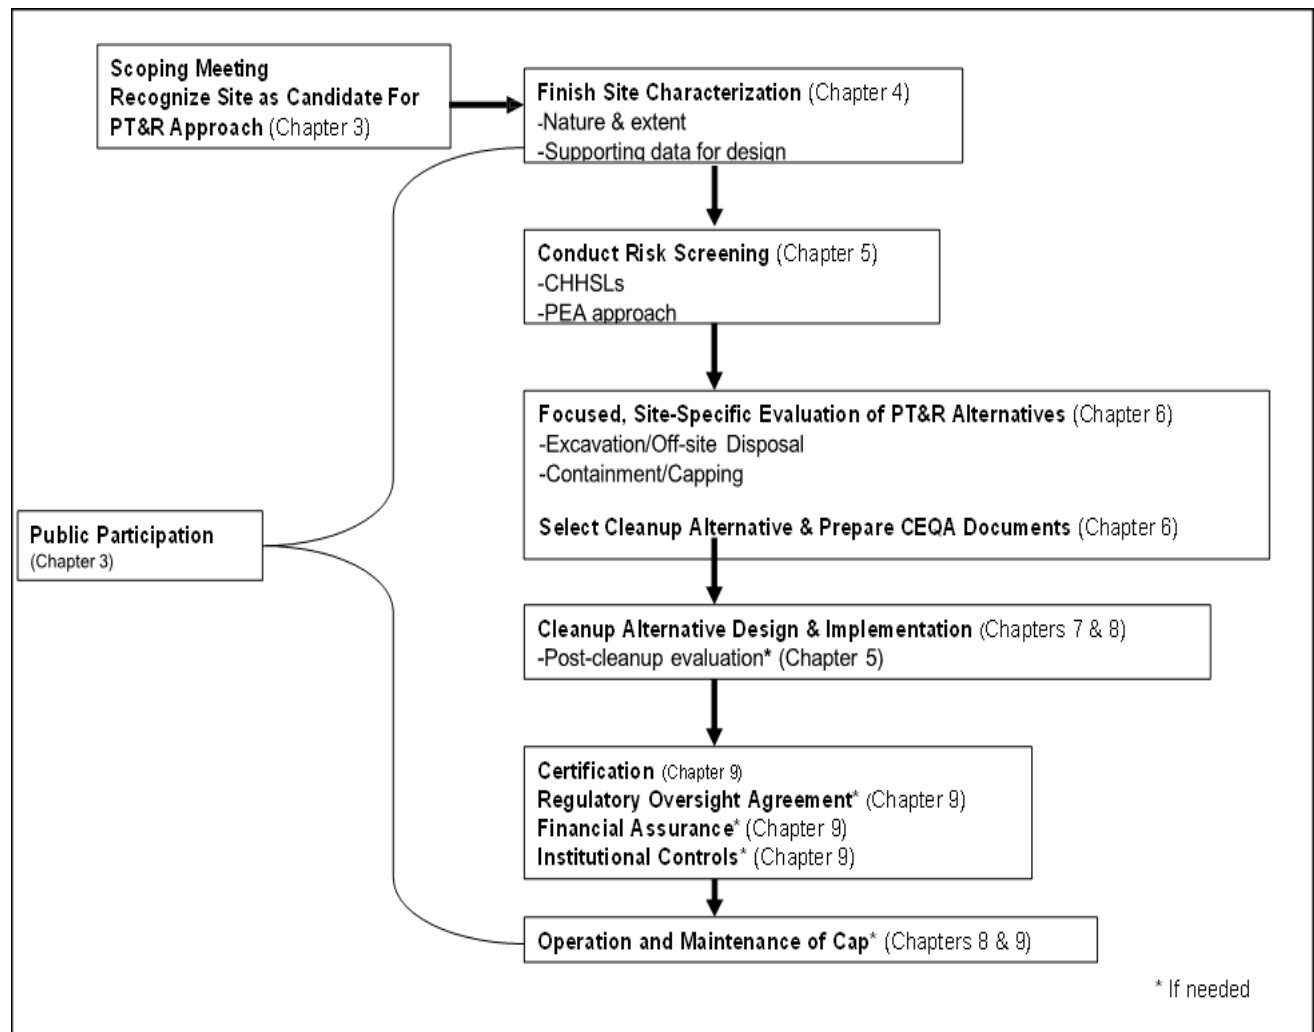 Scoping Meeting
Recognize Site as Candidate For
PT&R Approach (Chapter 3)
Finish Site Characterization (Chapter 4)
-Nature & extent
-Supporting data for design
Conduct Risk Screening (Chapter 5)
-CHHSLs
-PEA approach
Focused, Site-Specific Evaluation of PT&R Alternatives (Chapter 6)
-Excavation/Off-site Disposal
-Containment/Capping
Select Cleanup Alternative & Prepare CEQA Documents (Chapter 6)
Public Participation
(Chapter 3)
Cleanup Alternative Design & Implementation (Chapters 7 & 8)
-Post-cleanup evaluation* (Chapter 5)
Certification (Chapter 9)
Regulatory Oversight Agreement* (Chapter 9)
Financial Assurance* (Chapter 9)
Institutional Controls* (Chapter 9)
Operation and Maintenance of Cap* (Chapters 8 & 9)
* If needed